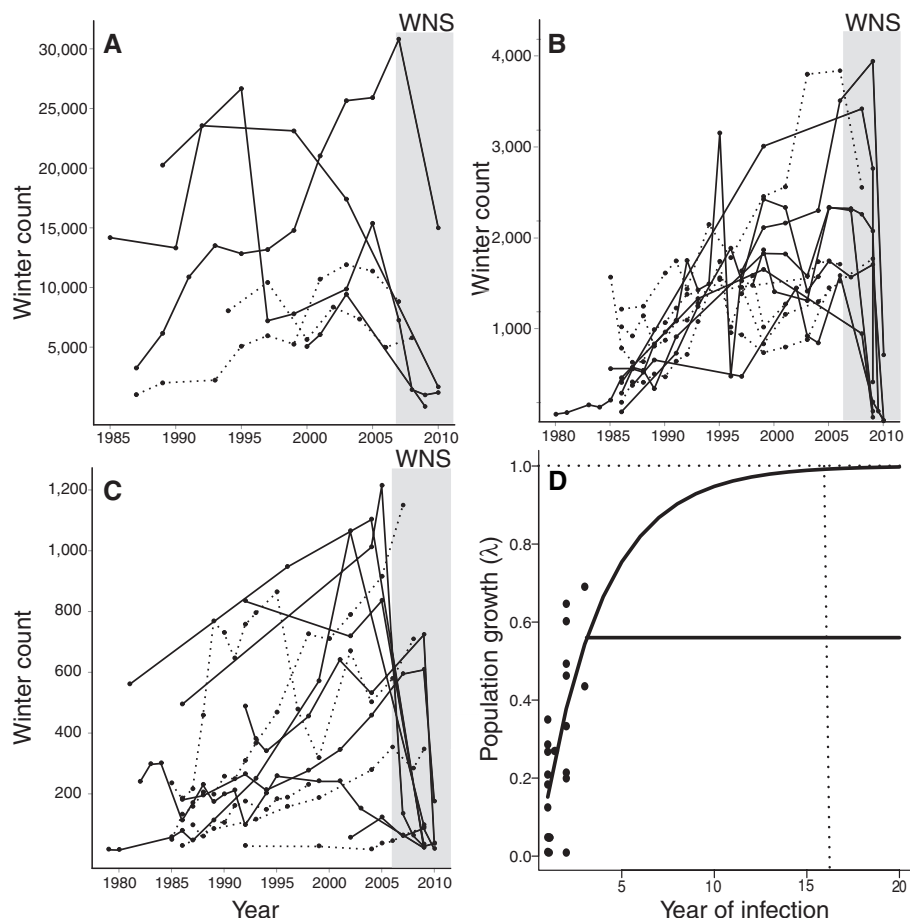 WNS
A
30,000
25,000
20,000
15,000
10,000
5,000
Winter count
1985 1990 1995 2000 2005 2010
WNS
B
4,000
3,000
2,000
1,000
Winter count
1980 1985 1990 1995 2000 2005 2010
WNS
C
1,200
1,000
800
600
400
200
Winter count
1980 1985 1990 1995 2000 2005 2010
Year
D
1.0
0.8
0.6
0.4
0.2
0.0
Population growth (λ)
5 10 15 20
Year of infection